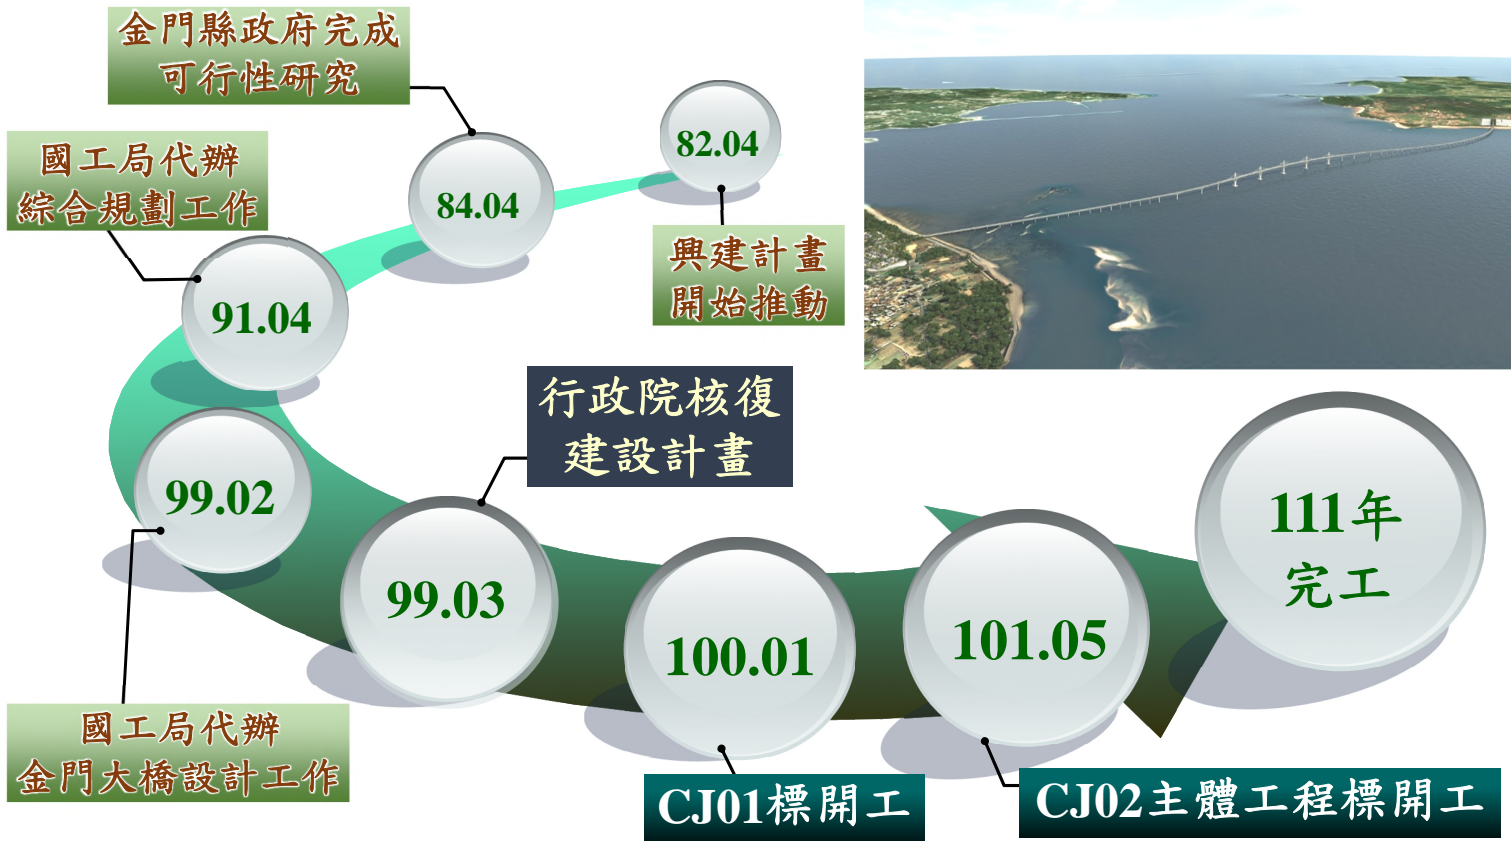 82.04
興建計畫
開始推動
84.04
金門縣政府完成
可行性研究
91.04
國工局代辦
綜合規劃工作
99.02
國工局代辦
金門大橋設計工作
99.03
行政院核復
建設計畫
100.01
CJ01標開工
101.05
CJ02主體工程標開工
111年
完工